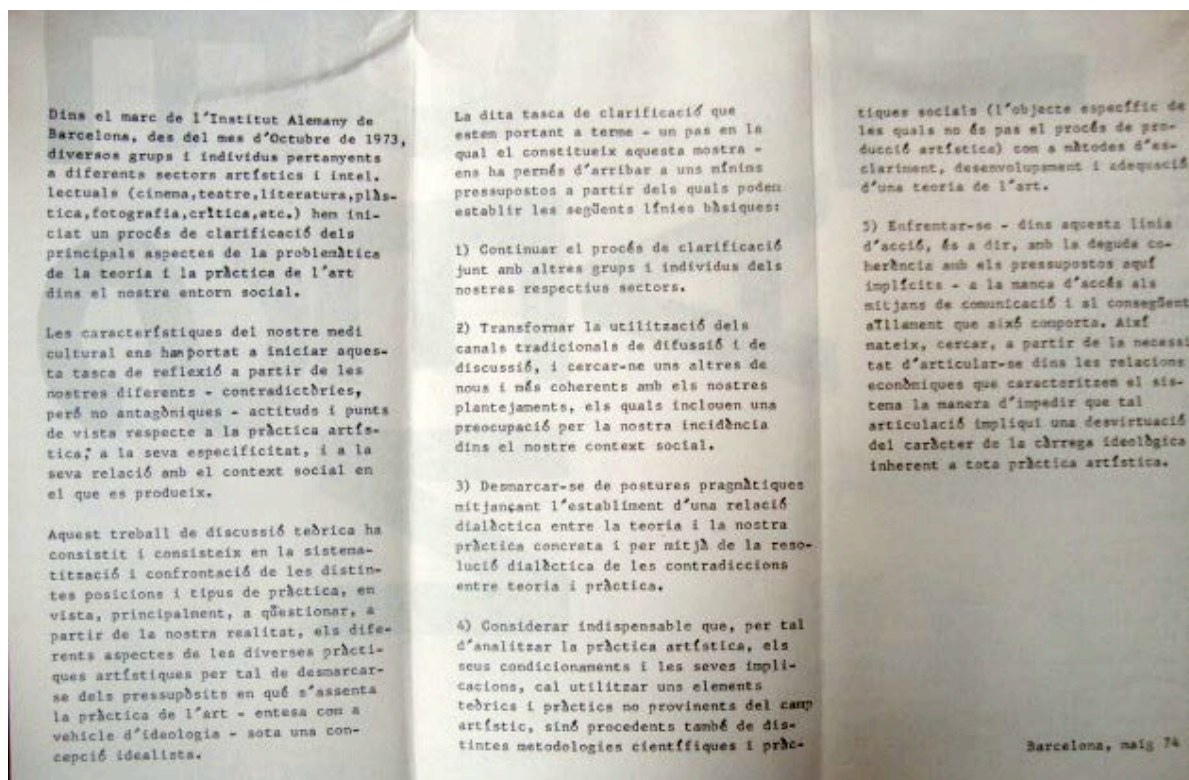 Dins el marc de l´Institut Alemany de
Barcelona, des del mes d´Octubre de 1973,
diversos grups i individus pertanyents
a diferents sectors artístics i intel.
lectuals (cinema,teatre,literatura,plàs-
tica,fotografia,crítica,etc.) hem ini-
ciat un procés de clarificació dels
principals aspectes de la problemàtica
de la teoria i la pràctica de l´art
dins el nostre entorn social.
Les característiques del nostre medi
cultural ens han portat a iniciar aques-
ta tasca de reflexió a partir de les
nostres diferents - contradictòries,
peró no antagòniques - actituds i punts
de vista respecte a la pràctica artís-
tica, a la seva especificitat, i a la
seva relació amb el context social en
el que es produeix.
Aquest treball de discussió teòrica ha
consistit i consisteix en la sistema-
tització i confrontació de les distin-
tes posicions i tipus de pràctica, en
vista, principalment, a qüestionar, a
partir de la nostra realitat, els dife-
rents aspectes de les diverses pràcti-
ques artístiques per tal de desmarcar-
se dels pressupòsits en qué s´assenta
la pràctica de l´art - entesa com a
vehicle d´ideologia - sota una con-
cepció idealista.
La dita tasca de clarificació que
estem portant a terme - un pas en la
qual el constitueix aquesta mostra -
ens ha permés d´arribar a uns mínins
pressupostos a partir dels quals podem
establir les següents línies bàsiques:
1) Continuar el procés de clarificació
junt amb altres grups i individus dels
nostres respectius sectors.
2) Transformar la utilització dels
canals tradicionals de difussió i de
discussió, i cercar-ne uns altres de
nous i més coherents amb els nostres
plantejaments, els quals inclouen una
preocupació per la nostra incidència
dins el nostre context social.
3) Desmarcar-se de postures pragmàtiques
mitjançant l´establiment d´una relació
dialèctica entre la teoria i la nostra
pràctica concreta i per mitjà de la reso-
lució dialèctica de les contradiccions
entre teoria i pràctica.
4) Considerar indispensable que, per tal
d´analitzar la pràctica artística, els
seus condicionaments i les seves impli-
cacions, cal utilitzar uns elements
teòrics i pràctics no provinents del camp
artístic, sinó procedents també de dis-
tintes metodologies científiques i pràc-
tiques socials (l´objecte específic de
les quals no és pas el procés de pro-
ducció artística) com a mètodes d´es-
clariment, desenvolupament i adequació
d´una teoria de l´art.
5) Enfrentar-se - dins aquesta línia
d´acció, és a dir, amb la deguda co-
herència amb els pressupostos aquí
implícits - a la manca d´accés als
mitjans de comunicació i al consegüent
aïllament que aixó comporta. Així
mateix, cercar, a partir de la necessi
tat d´articular-se dins les relacions
econòmiques que caracteritzem el sis-
tema la manera d´impedir que tal
articulació impliqui una desvirtuació
del caràcter de la càrrega ideològica
inherent a tota pràctica artística.
Barcelona, maig 74